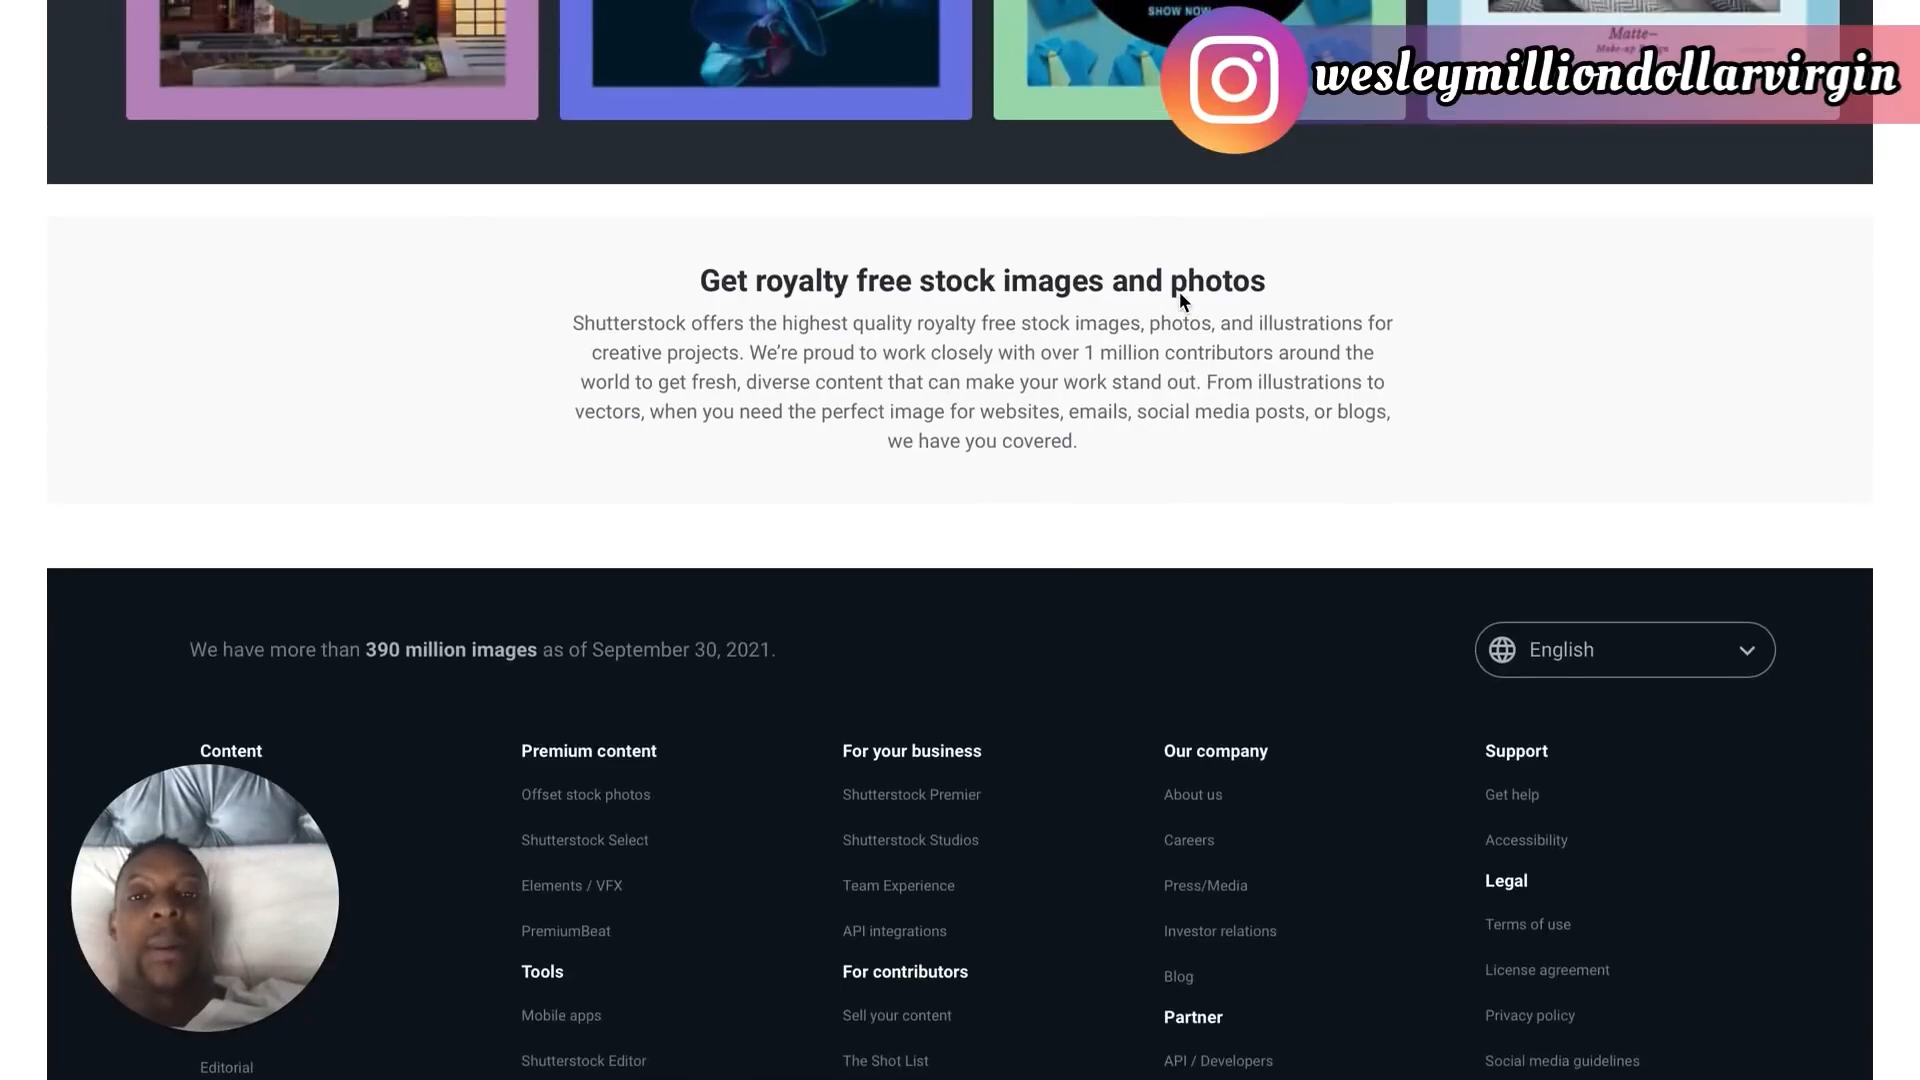 SHOW NOW
Matte–
Make-up Design
wesleymilliondollarvirgin
Get royalty free stock images and photos
Shutterstock offers the highest quality royalty free stock images, photos, and illustrations for
creative projects. We’re proud to work closely with over 1 million contributors around the
world to get fresh, diverse content that can make your work stand out. From illustrations to
vectors, when you need the perfect image for websites, emails, social media posts, or blogs,
we have you covered.
We have more than 390 million images as of September 30, 2021.
English
Content
Editorial
Premium content
Offset stock photos
Shutterstock Select
Elements / VFX
PremiumBeat
Tools
Mobile apps
Shutterstock Editor
For your business
Shutterstock Premier
Shutterstock Studios
Team Experience
API integrations
For contributors
Sell your content
The Shot List
Our company
About us
Careers
Press/Media
Investor relations
Blog
Partner
API / Developers
Support
Get help
Accessibility
Legal
Terms of use
License agreement
Privacy policy
Social media guidelines